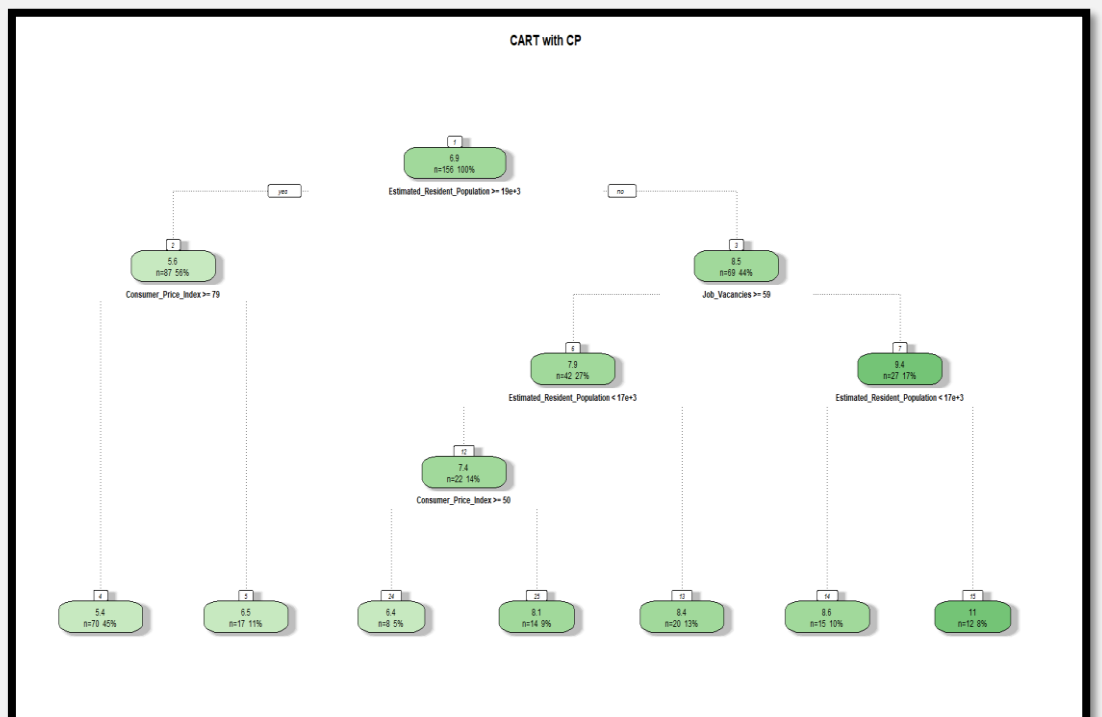 CART with CP
1
6.9
n=156 100%
yes
Estimated_Resident_Population >= 19e+3
no
2
5.6
n=87 56%
Consumer_Price_Index >= 79
3
8.5
n=69 44%
Job_Vacancies >= 59
6
7.9
n=42 27%
Estimated_Resident_Population < 17e+3
7
9.4
n=27 17%
Estimated_Resident_Population < 17e+3
12
7.4
n=22 14%
Consumer_Price_Index >= 50
4
5.4
n=70 45%
5
6.5
n=17 11%
24
6.4
n=8 5%
25
8.1
n=14 9%
13
8.4
n=20 13%
14
8.6
n=15 10%
15
11
n=12 8%